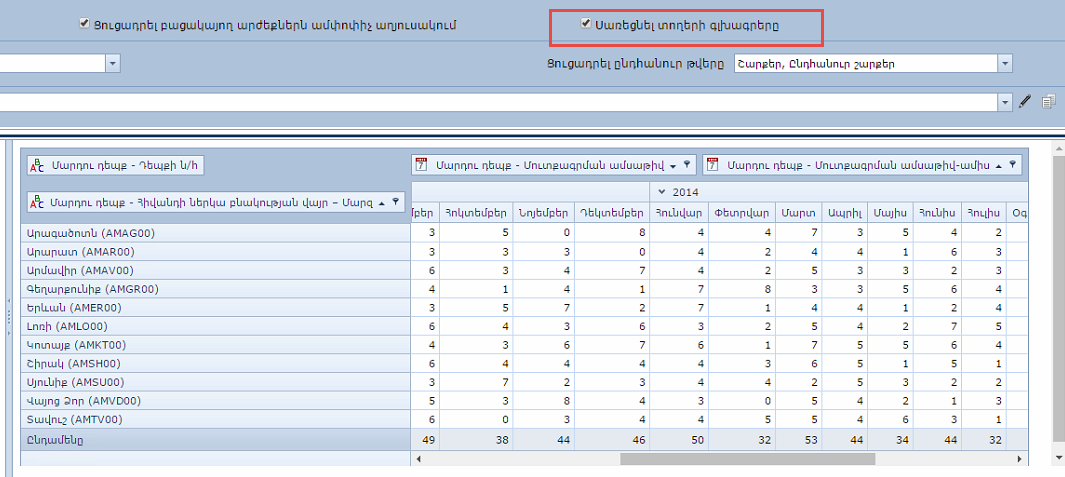 Ցուցադրել բացակայող արժեքներն ամփոփիչ աղյուսակում Սառեցնել տողերի գլխագրերը
Ցուցադրել ընդհանուր թվերը Շարքեր, Ընդհանուր շարքեր
Մարդու դեպք - Դեպքի ն/հ Մարդու դեպք - Մուտքագրման ամսաթիվ Մարդու դեպք - Մուտքագրման ամսաթիվ-ամիս
2014
Մարդու դեպք - Հիվանդի ներկա բնակության վայր – Մարզ մբեր Հոկտեմբեր Նոյեմբեր Դեկտեմբեր Հունվար Փետրվար Մարտ Ապրիլ Մայիս Հունիս Հուլիս Օգ
Արագածոտն (AMAG00) 3 5 0 8 4 4 7 3 5 4 2
Արարատ (AMAR00) 3 3 3 0 4 2 4 4 1 6 3
Արմավիր (AMAV00) 6 3 4 7 4 2 5 3 3 2 3
Գեղարքունիք (AMGR00) 4 1 4 1 7 8 3 3 5 6 4
Երևան (AMER00) 3 5 7 2 7 1 4 4 1 2 4
Լոռի (AMLO00) 6 4 3 6 3 2 5 4 2 7 5
Կոտայք (AMKT00) 4 3 6 7 6 1 7 5 5 6 4
Շիրակ (AMSH00) 6 4 4 4 4 3 6 5 1 5 1
Սյունիք (AMSU00) 3 7 2 3 4 4 2 5 3 2 2
Վայոց Ձոր (AMVD00) 5 3 8 4 3 0 5 4 2 1 3
Տավուշ (AMTV00) 6 0 3 4 4 5 5 4 6 3 1
Ընդամենը 49 38 44 46 50 32 53 44 34 44 32